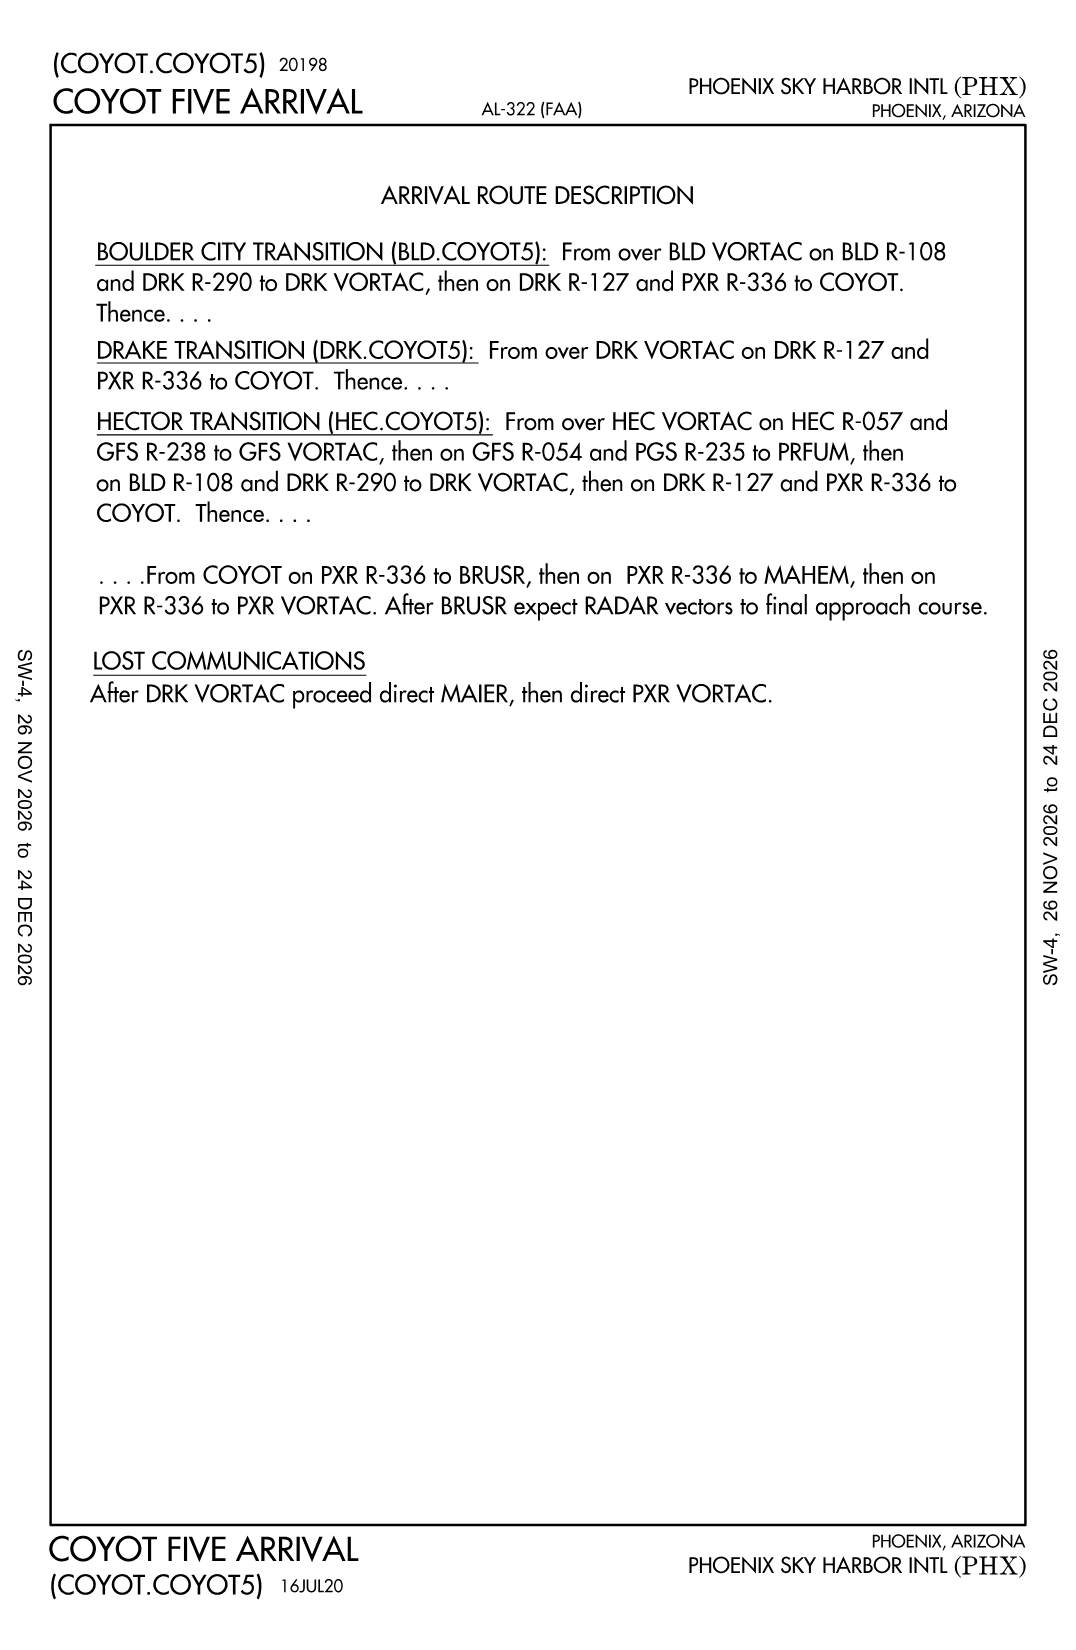 (COYOT.COYOT5) 20198
COYOT FIVE ARRIVAL
AL-322 (FAA)
PHOENIX SKY HARBOR INTL (PHX)
PHOENIX, ARIZONA
ARRIVAL ROUTE DESCRIPTION
BOULDER CITY TRANSITION (BLD.COYOT5): From over BLD VORTAC on BLD R-108
and DRK R-290 to DRK VORTAC, then on DRK R-127 and PXR R-336 to COYOT.
Thence. . . .
DRAKE TRANSITION (DRK.COYOT5): From over DRK VORTAC on DRK R-127 and
PXR R-336 to COYOT. Thence. . . .
HECTOR TRANSITION (HEC.COYOT5): From over HEC VORTAC on HEC R-057 and
GFS R-238 to GFS VORTAC, then on GFS R-054 and PGS R-235 to PRFUM, then
on BLD R-108 and DRK R-290 to DRK VORTAC, then on DRK R-127 and PXR R-336 to
COYOT. Thence. . . .
. . . .From COYOT on PXR R-336 to BRUSR, then on PXR R-336 to MAHEM, then on
PXR R-336 to PXR VORTAC. After BRUSR expect RADAR vectors to final approach course.
LOST COMMUNICATIONS
After DRK VORTAC proceed direct MAIER, then direct PXR VORTAC.
SW-4, 26 NOV 2026 to 24 DEC 2026
SW-4, 26 NOV 2026 to 24 DEC 2026
COYOT FIVE ARRIVAL
(COYOT.COYOT5) 16JUL20
PHOENIX, ARIZONA
PHOENIX SKY HARBOR INTL (PHX)